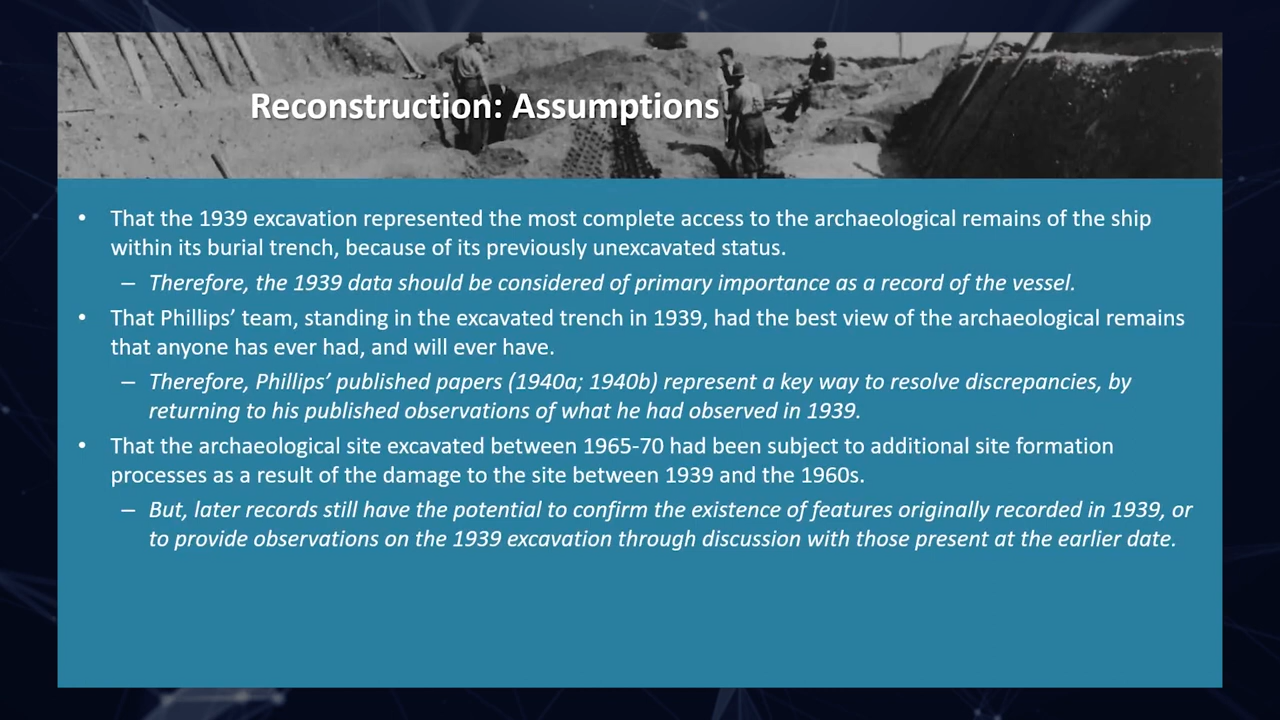 Reconstruction: Assumptions
• That the 1939 excavation represented the most complete access to the archaeological remains of the ship
within its burial trench, because of its previously unexcavated status.
– Therefore, the 1939 data should be considered of primary importance as a record of the vessel.
• That Phillips’ team, standing in the excavated trench in 1939, had the best view of the archaeological remains
that anyone has ever had, and will ever have.
– Therefore, Phillips’ published papers (1940a; 1940b) represent a key way to resolve discrepancies, by
returning to his published observations of what he had observed in 1939.
• That the archaeological site excavated between 1965-70 had been subject to additional site formation
processes as a result of the damage to the site between 1939 and the 1960s.
– But, later records still have the potential to confirm the existence of features originally recorded in 1939, or
to provide observations on the 1939 excavation through discussion with those present at the earlier date.